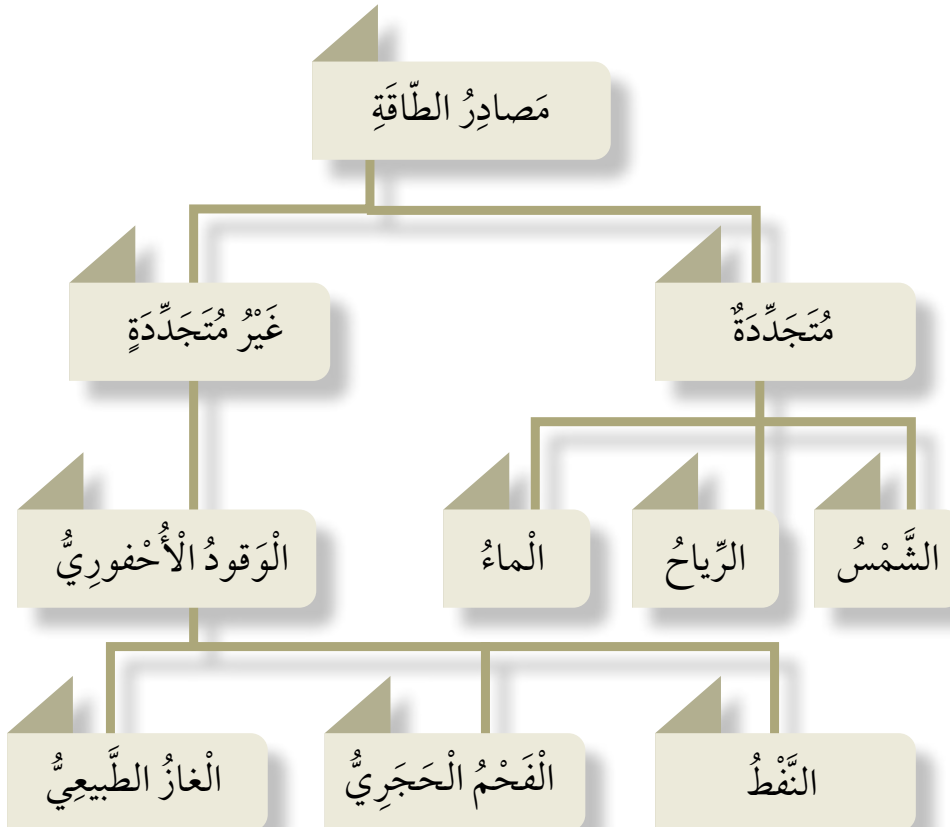 مَصادِرُ الطّاقَةِ
مُتَجَدِّدَةٌ
غَيْرُ مُتَجَدِّدَةٍ
الشَّمْسُ
الرِّياحُ
الْماءُ
الْوَقودُ الْأُحْفورِيُّ
النَّفْطُ
الْفَحْمُ الْحَجَرِيُّ
الْغازُ الطَّبيعِيُّ